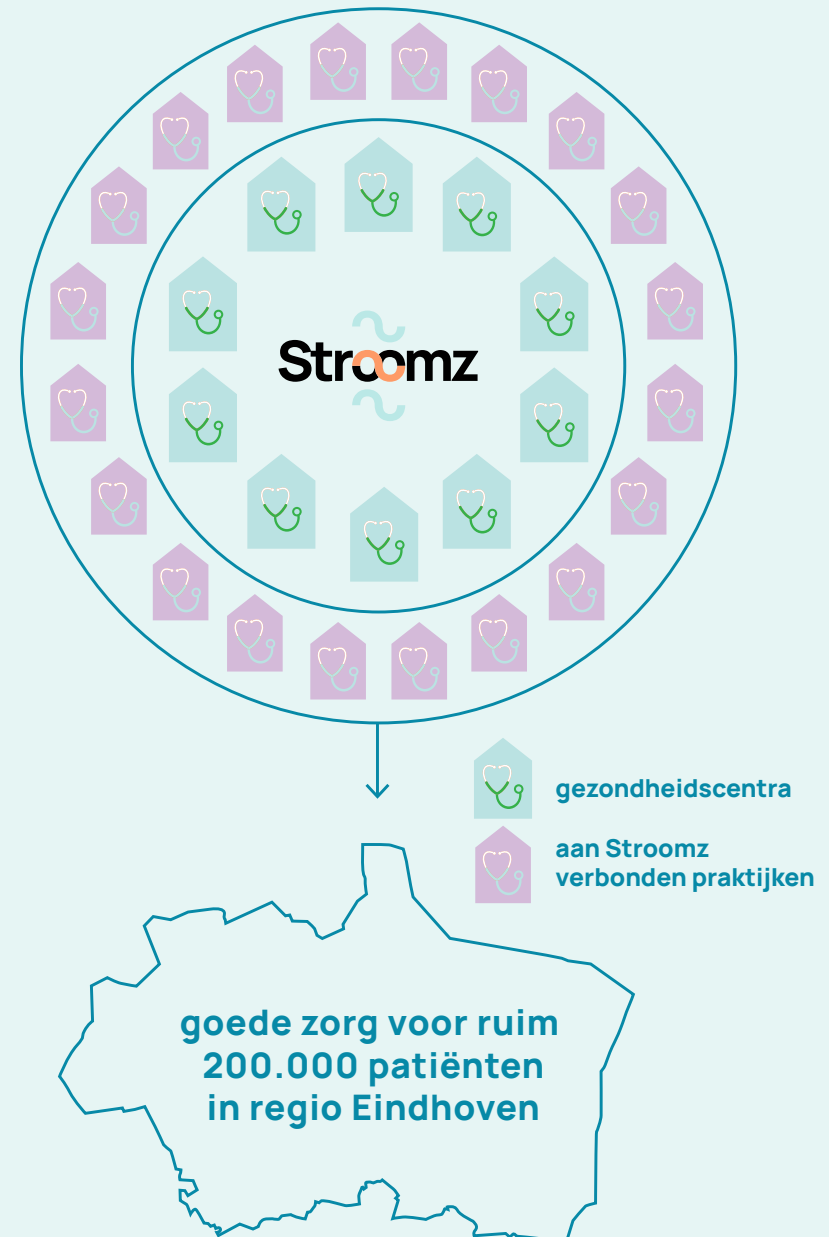 Stroomz
gezondheidscentra
aan Stroomz
verbonden praktijken
goede zorg voor ruim
200.000 patiënten
in regio Eindhoven